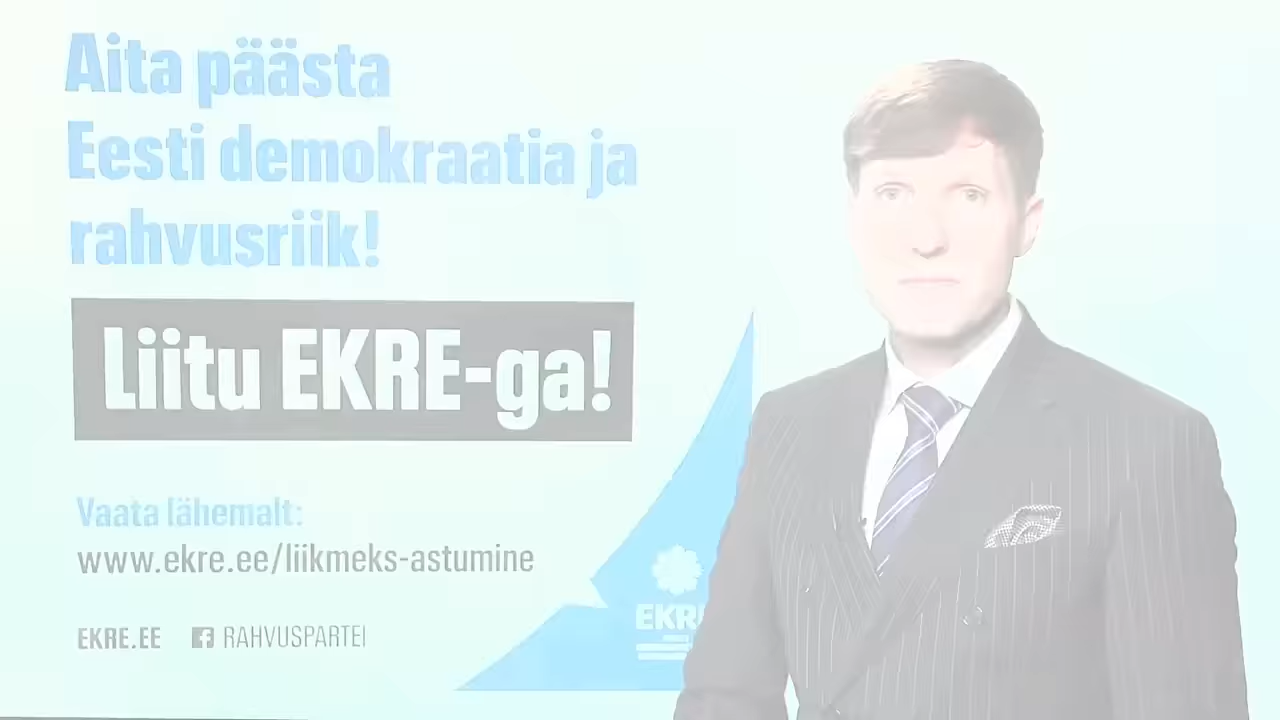 Aita päästa
Eesti demokraatia ja
rahvusriik!
Liitu EKRE-ga!
Vaata lähemalt:
www.ekre.ee/liikmeks-astumine
EKRE.EE
RAHVUSPARTEI